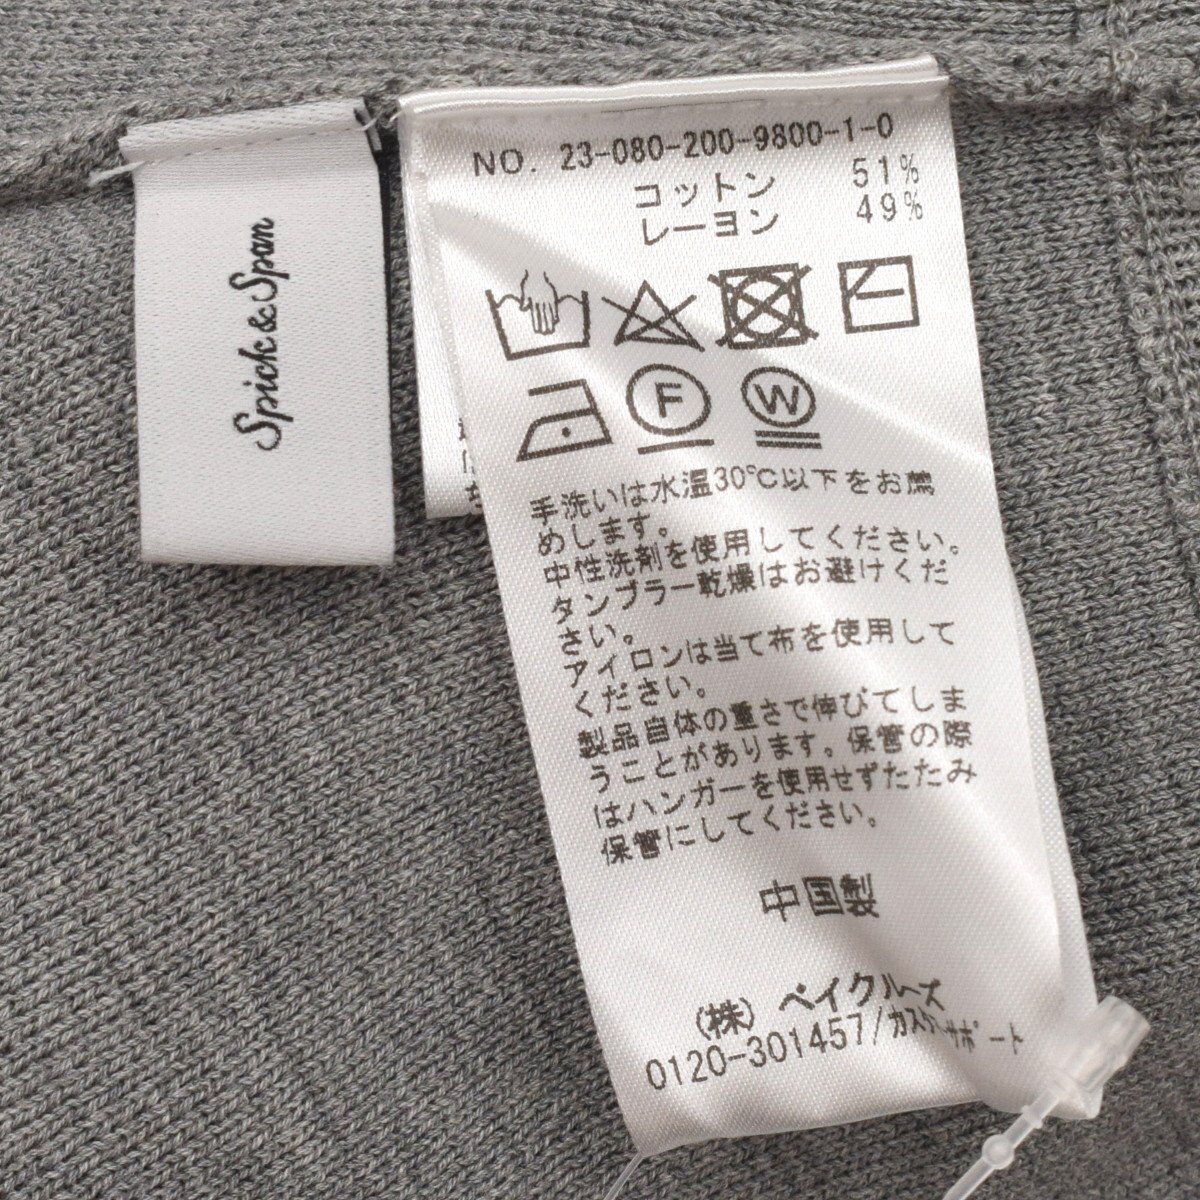 Spick&Span
NO. 23-080-200-9800-1-0
コットン 51%
レーヨン 49%
F
W
手洗いは水温30℃以下をお薦
めします。
中性洗剤を使用してください。
タンブラー乾燥はお避けくだ
さい。
アイロンは当て布を使用して
ください。
製品自体の重さで伸びてしま
うことがあります。保管の際
はハンガーを使用せずたたみ
保管にしてください。
中国製
(株) ベイクルーズ
0120-301457/カスタマーサポート